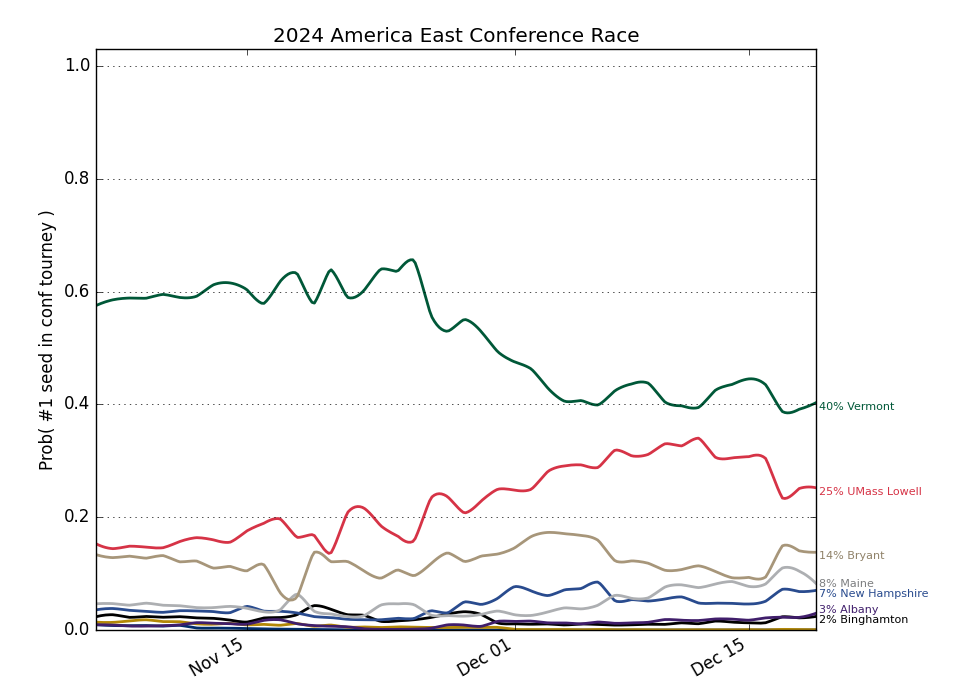 2024 America East Conference Race
Prob( #1 seed in conf tourney )
1.0
0.8
0.6
0.4
0.2
0.0
Nov 15
Dec 01
Dec 15
40% Vermont
25% UMass Lowell
14% Bryant
8% Maine
7% New Hampshire
3% Albany
2% Binghamton